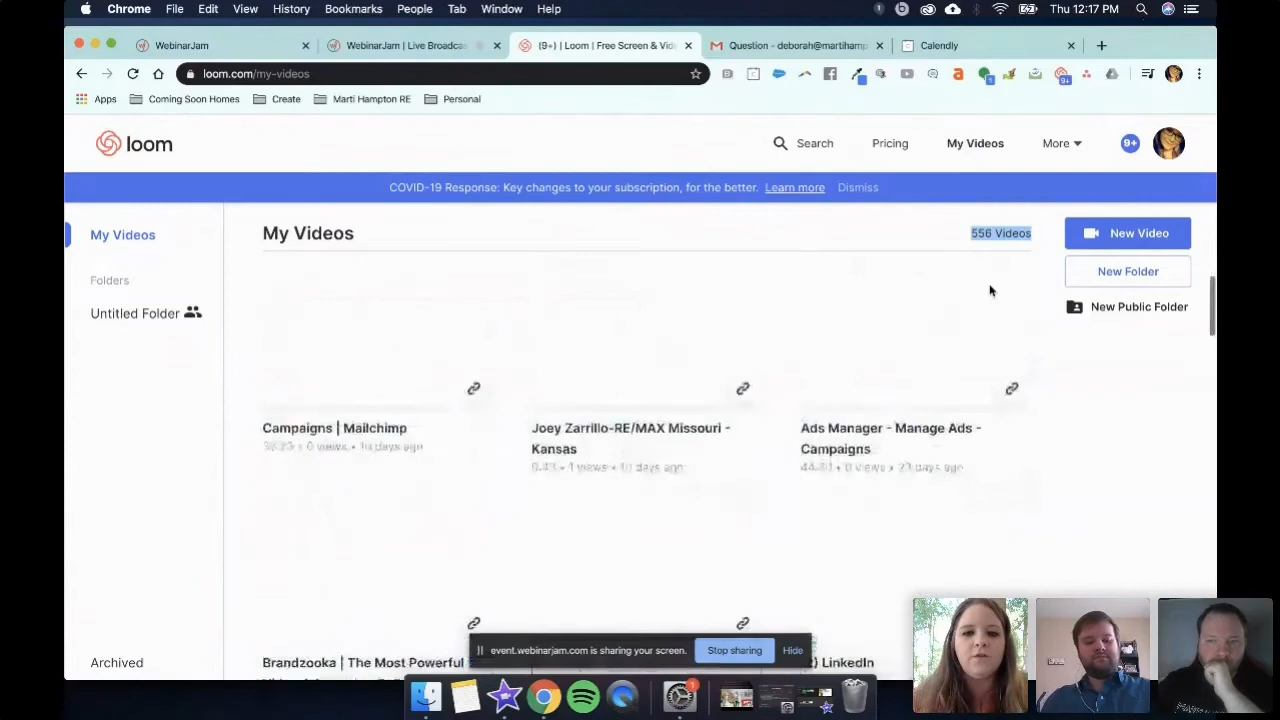 Chrome File Edit View History Bookmarks People Tab Window Help Thu 12:17 PM
WebinarJam WebinarJam | Live Broadcas (9+) | Loom | Free Screen & Vide Question - deborah@martihamp Calendly
loom.com/my-videos
Apps Coming Soon Homes Create Marti Hampton RE Personal
loom Search Pricing My Videos More 9+
COVID-19 Response: Key changes to your subscription, for the better. Learn more Dismiss
My Videos
My Videos
556 Videos
New Video
Folders
New Folder
Untitled Folder
New Public Folder
Campaigns | Mailchimp
Joey Zarrillo-RE/MAX Missouri -
Kansas
Ads Manager - Manage Ads -
Campaigns
event.webinarjam.com is sharing your screen. Stop sharing Hide
Archived
Brandzooka | The Most Powerful
LinkedIn